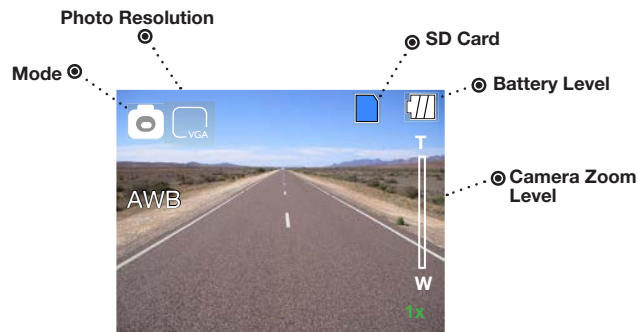 Photo Resolution
SD Card
Mode
Battery Level
VGA
T
Camera Zoom
Level
AWB
W
1x